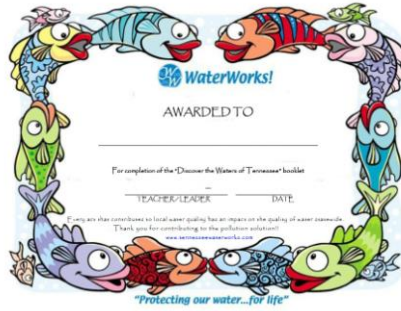 WaterWorks!
AWARDED TO
For completion of the "Discover the Waters of Tennessee" booklet
TEACHER/LEADER DATE
Every act that contributes to local water quality has an impact on the quality of water statewide.
Thank you for contributing to the pollution solution!!
www.tennesseewaterworks.com
"Protecting our water...for life"